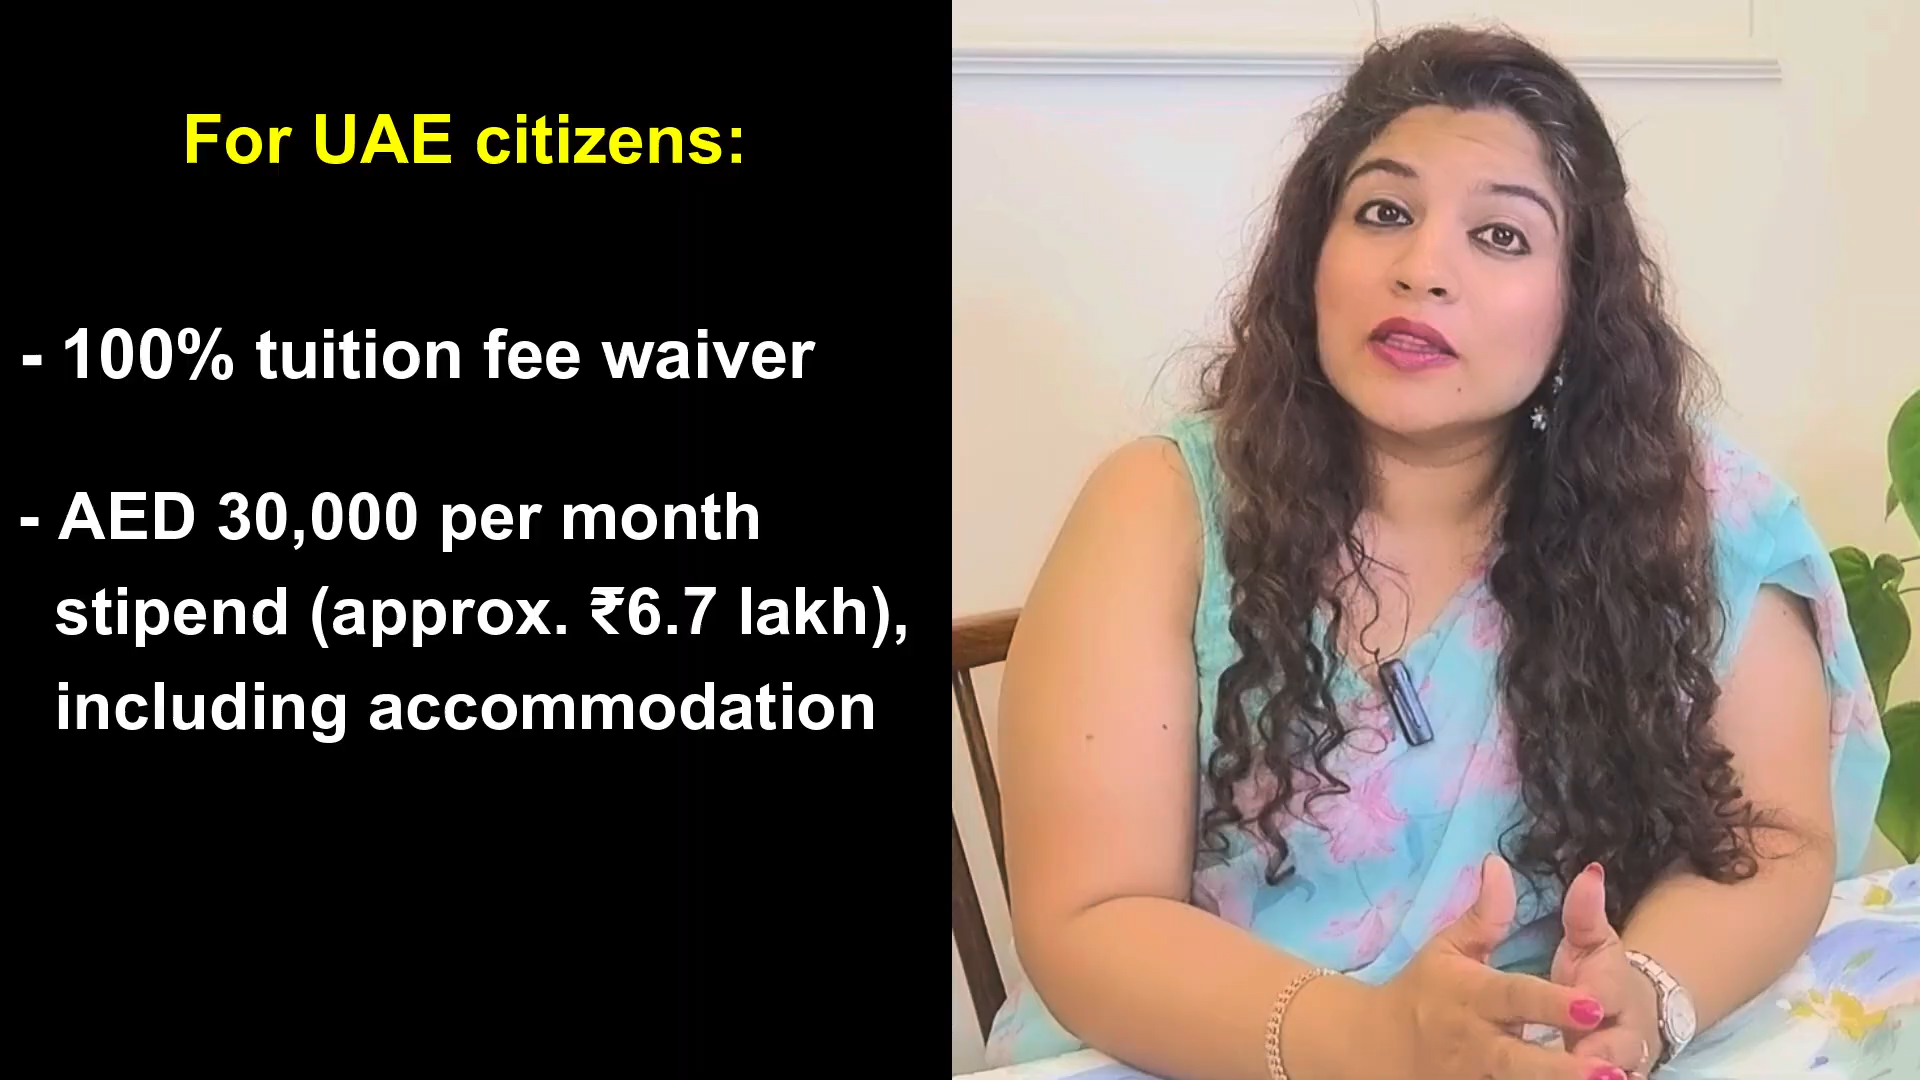 For UAE citizens:
- 100% tuition fee waiver
- AED 30,000 per month
stipend (approx. ₹6.7 lakh),
including accommodation